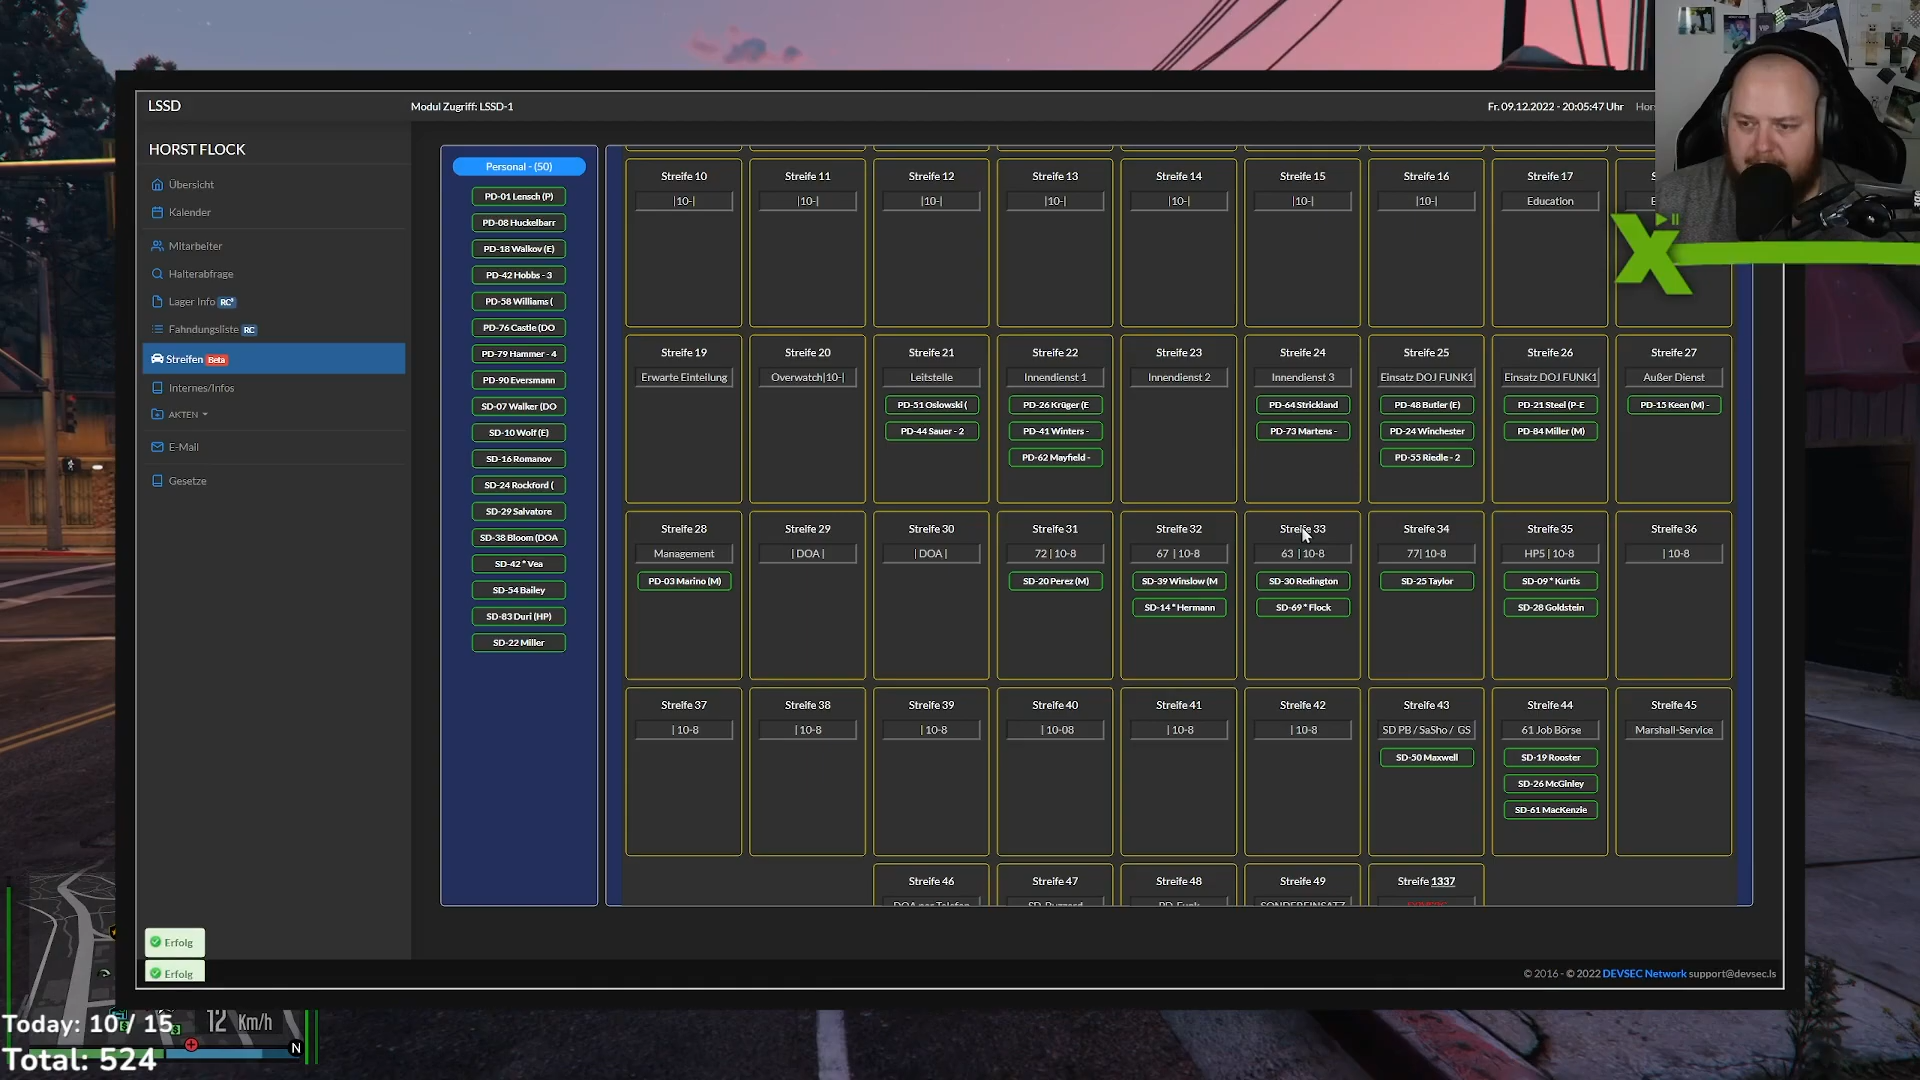 LSSD
Modul Zugriff: LSSD-1
Fr. 09.12.2022 - 20:05:47 Uhr
HORST FLOCK
Übersicht
Kalender
Mitarbeiter
Halterabfrage
Lager Info RC²
Fahndungsliste RC
Streifen Beta
Internes/Infos
AKTEN
E-Mail
Gesetze
Personal - (50)
PD-01 Lensch (P)
PD-08 Huckelbarr
PD-18 Walkov (E)
PD-42 Hobbs - 3
PD-58 Williams (
PD-76 Castle (DO
PD-79 Hammer - 4
PD-90 Eversmann
SD-07 Walker (DO
SD-10 Wolf (E)
SD-16 Romanov
SD-24 Rockford (
SD-29 Salvatore
SD-38 Bloom (DOA
SD-42 * Vea
SD-54 Bailey
SD-83 Duri (HP)
SD-22 Miller
Streife 10
|10-|
Streife 11
|10-|
Streife 12
|10-|
Streife 13
|10-|
Streife 14
|10-|
Streife 15
|10-|
Streife 16
|10-|
Streife 17
Education
Streife 19
Erwarte Einteilung
Streife 20
Overwatch|10-|
Streife 21
Leitstelle
PD-51 Oslowski (
PD-44 Sauer - 2
Streife 22
Innendienst 1
PD-26 Krüger (E
PD-41 Winters -
PD-62 Mayfield -
Streife 23
Innendienst 2
Streife 24
Innendienst 3
PD-64 Strickland
PD-73 Martens -
Streife 25
Einsatz DOJ FUNK1
PD-48 Butler (E)
PD-24 Winchester
PD-55 Riedle - 2
Streife 26
Einsatz DOJ FUNK1
PD-21 Steel (P-E
PD-84 Miller (M)
Streife 27
Außer Dienst
PD-15 Keen (M) -
Streife 28
Management
PD-03 Marino (M)
Streife 29
| DOA |
Streife 30
| DOA |
Streife 31
72 | 10-8
SD-20 Perez (M)
Streife 32
67 | 10-8
SD-39 Winslow (M
SD-14 * Hermann
Streife 33
63 | 10-8
SD-30 Redington
SD-69 * Flock
Streife 34
77| 10-8
SD-25 Taylor
Streife 35
HP5 | 10-8
SD-09 * Kurtis
SD-28 Goldstein
Streife 36
| 10-8
Streife 37
| 10-8
Streife 38
| 10-8
Streife 39
| 10-8
Streife 40
| 10-08
Streife 41
| 10-8
Streife 42
| 10-8
Streife 43
SD PB / SaSho / GS
SD-50 Maxwell
Streife 44
61 Job Börse
SD-19 Rooster
SD-26 McGinley
SD-61 MacKenzie
Streife 45
Marshall-Service
Streife 46
DOA per Telefon
Streife 47
SD-Buzzard
Streife 48
PD-Funk
Streife 49
SONDEREINSATZ
Streife 1337
Erfolg
Erfolg
© 2016 - © 2022 DEVSEC Network support@devsec.ls
Today: 10 / 15
12 Km/h
Total: 524
N